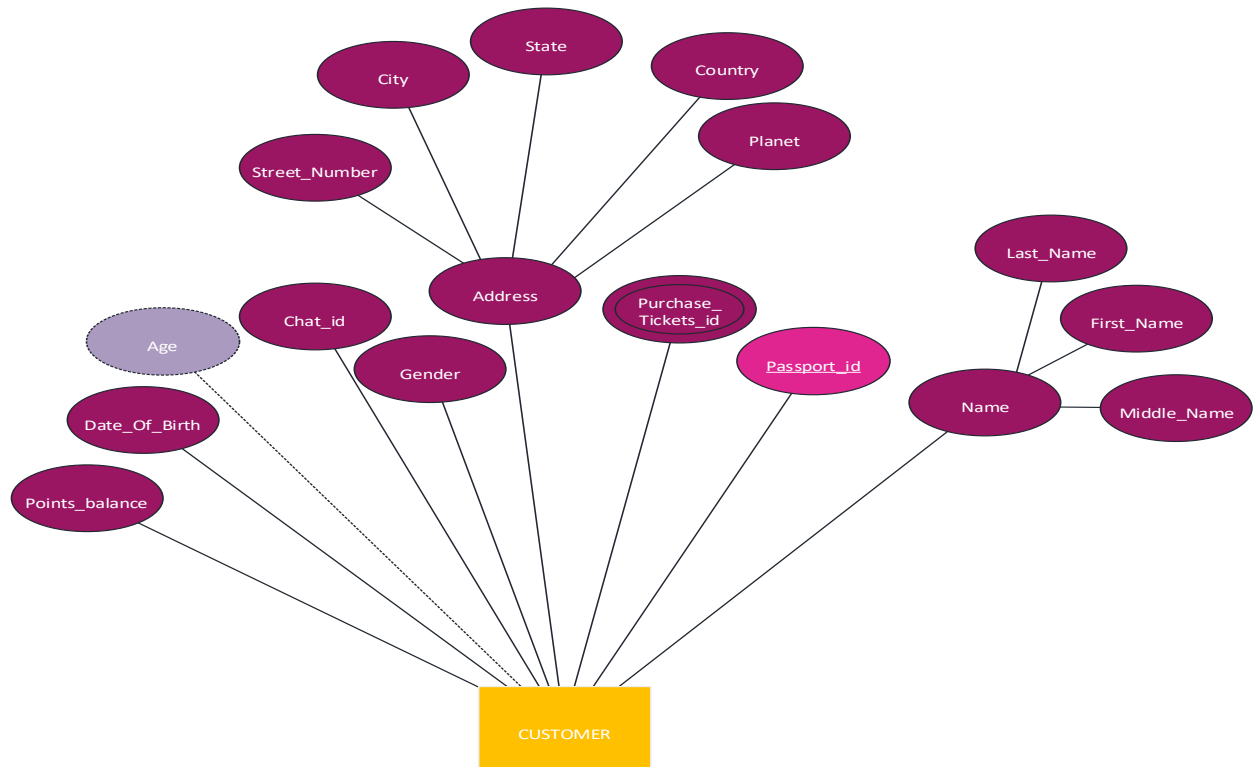 State
City
Country
Planet
Street_Number
Last_Name
Address
Purchase_
Tickets_id
Chat_id
First_Name
Age
Passport_id
Gender
Name
Middle_Name
Date_Of_Birth
Points_balance
CUSTOMER